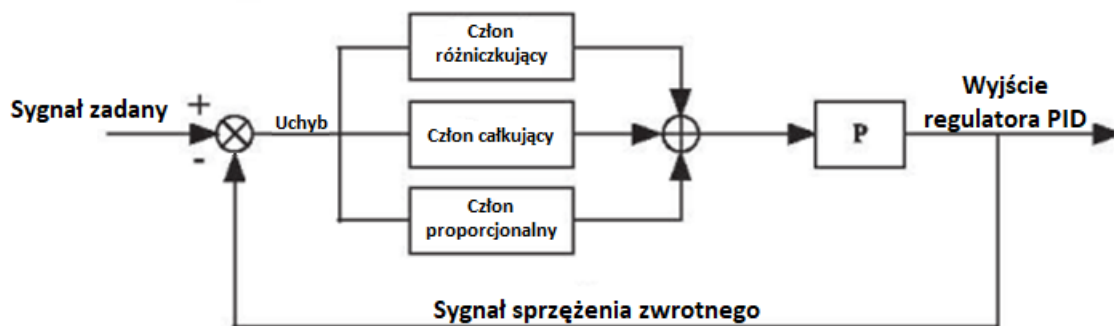 Człon
różniczkujący
Sygnał zadany
+
-
Uchyb
Człon całkujący
Człon
proporcjonalny
P
Wyjście
regulatora PID
Sygnał sprzężenia zwrotnego